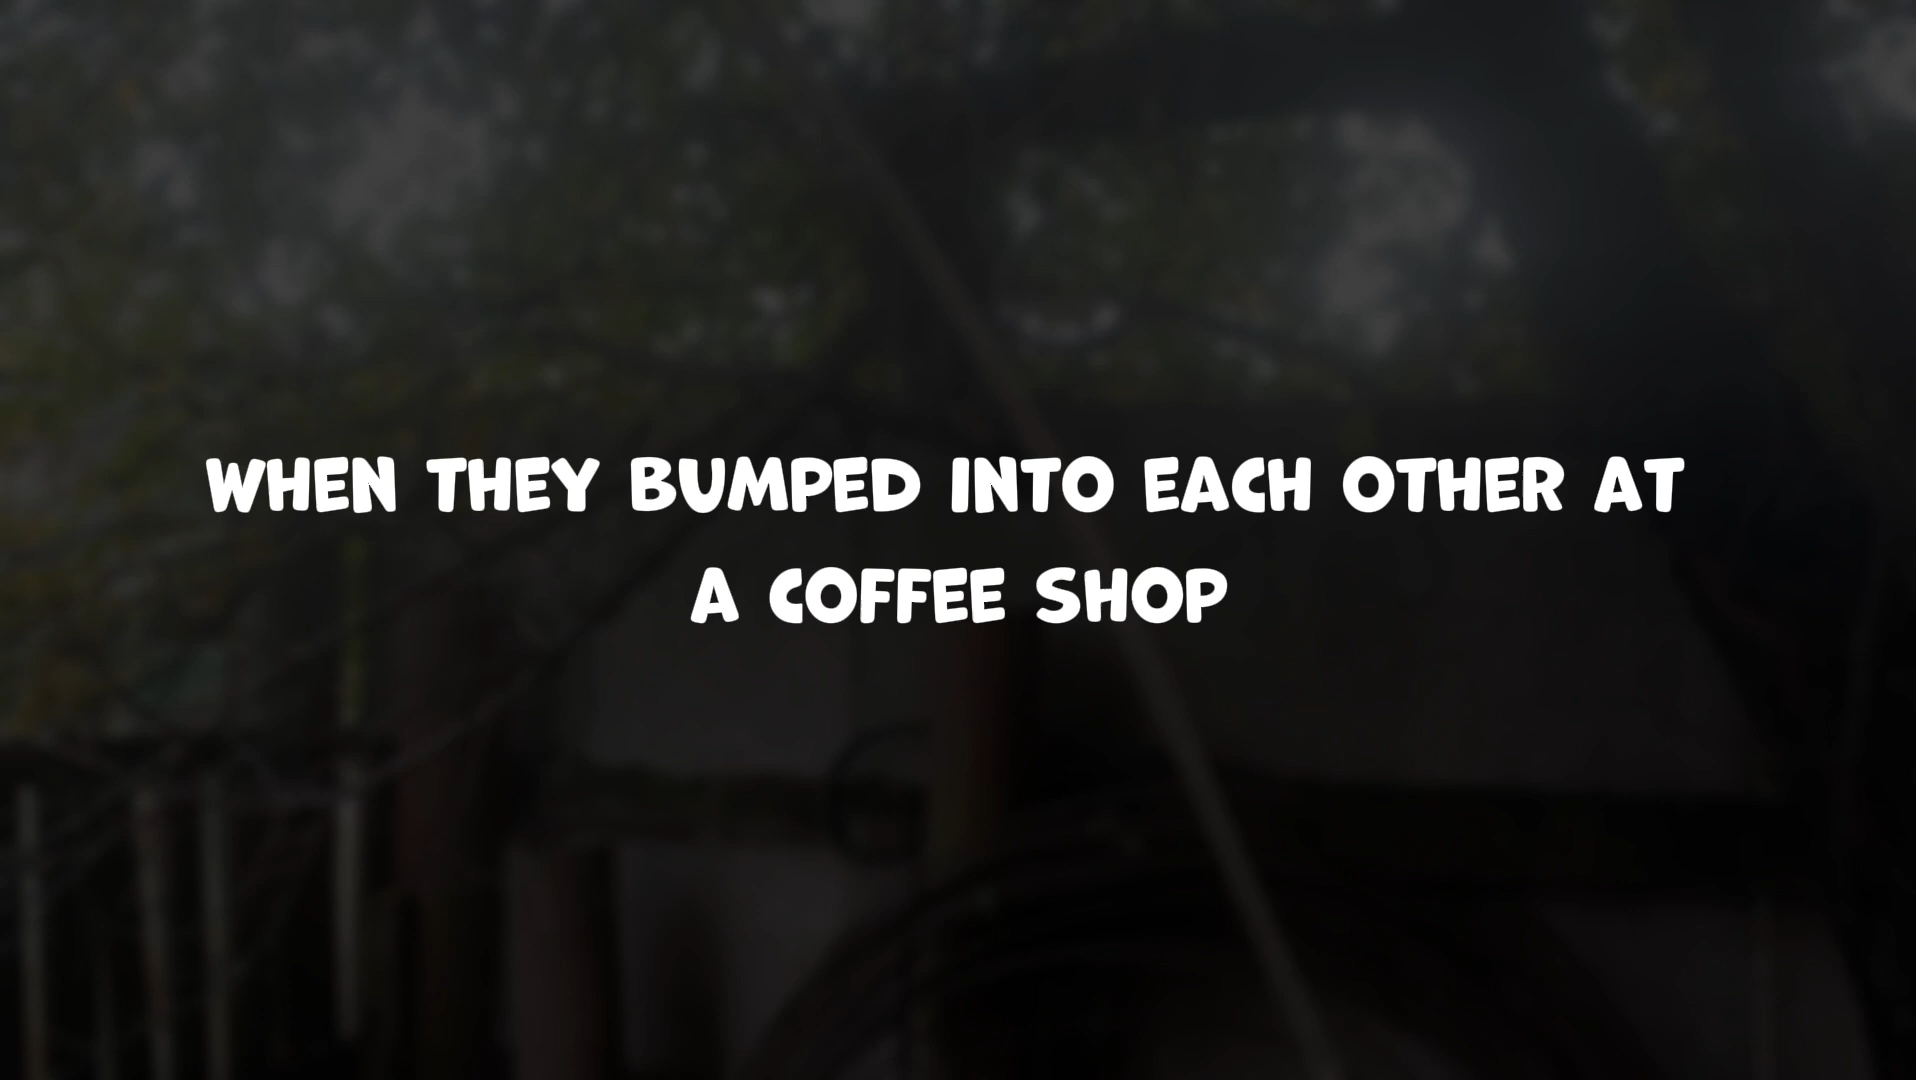 WHEN THEY BUMPED INTO EACH OTHER AT
A COFFEE SHOP